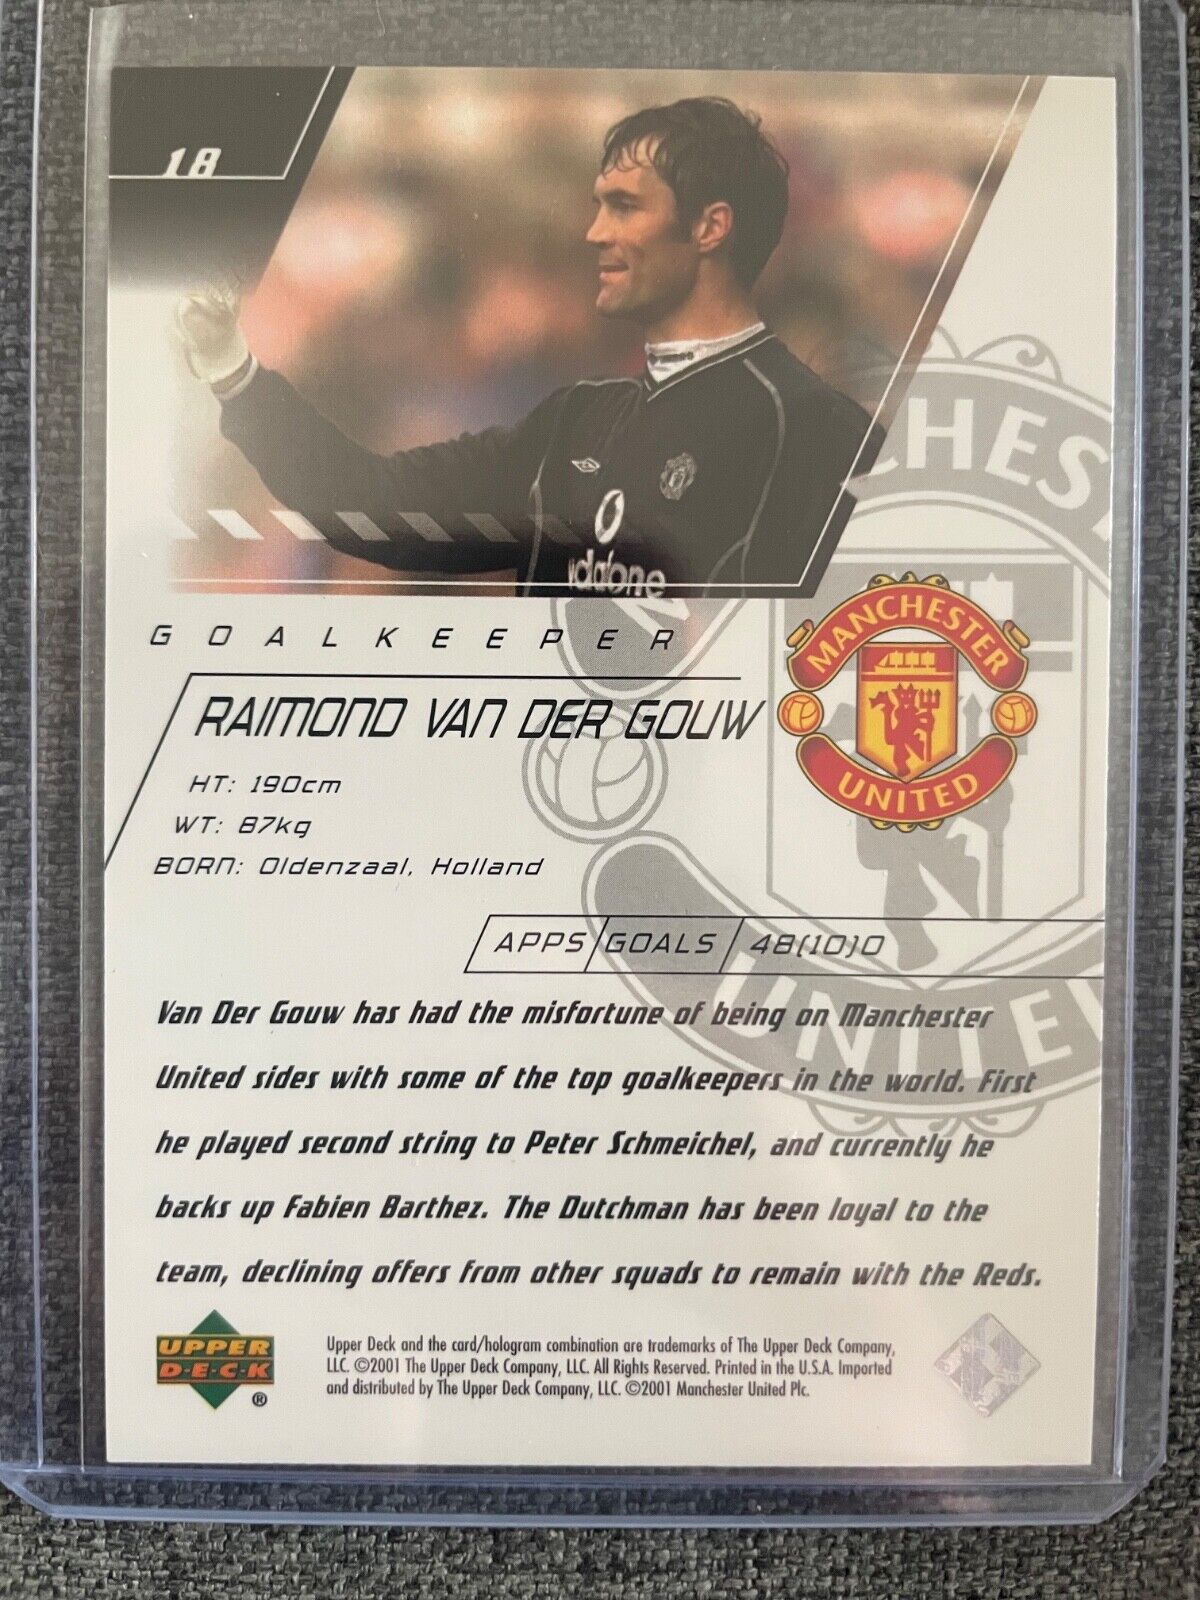 18
vodafone
GOALKEEPER
RAIMOND VAN DER GOUW
MANCHESTER
UNITED
HT: 190cm
WT: 87kg
BORN: Oldenzaal, Holland
APPS/GOALS/48(10)0
Van Der Gouw has had the misfortune of being on Manchester
United sides with some of the top goalkeepers in the world. First
he played second string to Peter Schmeichel, and currently he
backs up Fabien Barthez. The Dutchman has been loyal to the
team, declining offers from other squads to remain with the Reds.
UPPER
D·E·C·K
®
Upper Deck and the card/hologram combination are trademarks of The Upper Deck Company,
LLC. ©2001 The Upper Deck Company, LLC. All Rights Reserved. Printed in the U.S.A. Imported
and distributed by The Upper Deck Company, LLC. ©2001 Manchester United Plc.